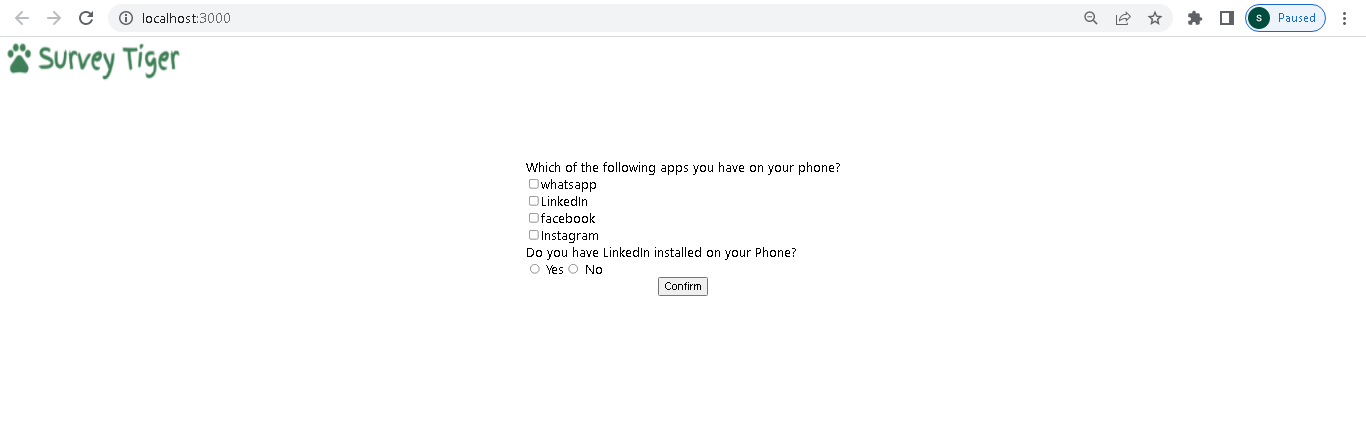 localhost:3000
s Paused
Survey Tiger
Which of the following apps you have on your phone?
whatsapp
LinkedIn
facebook
Instagram
Do you have LinkedIn installed on your Phone?
Yes No
Confirm